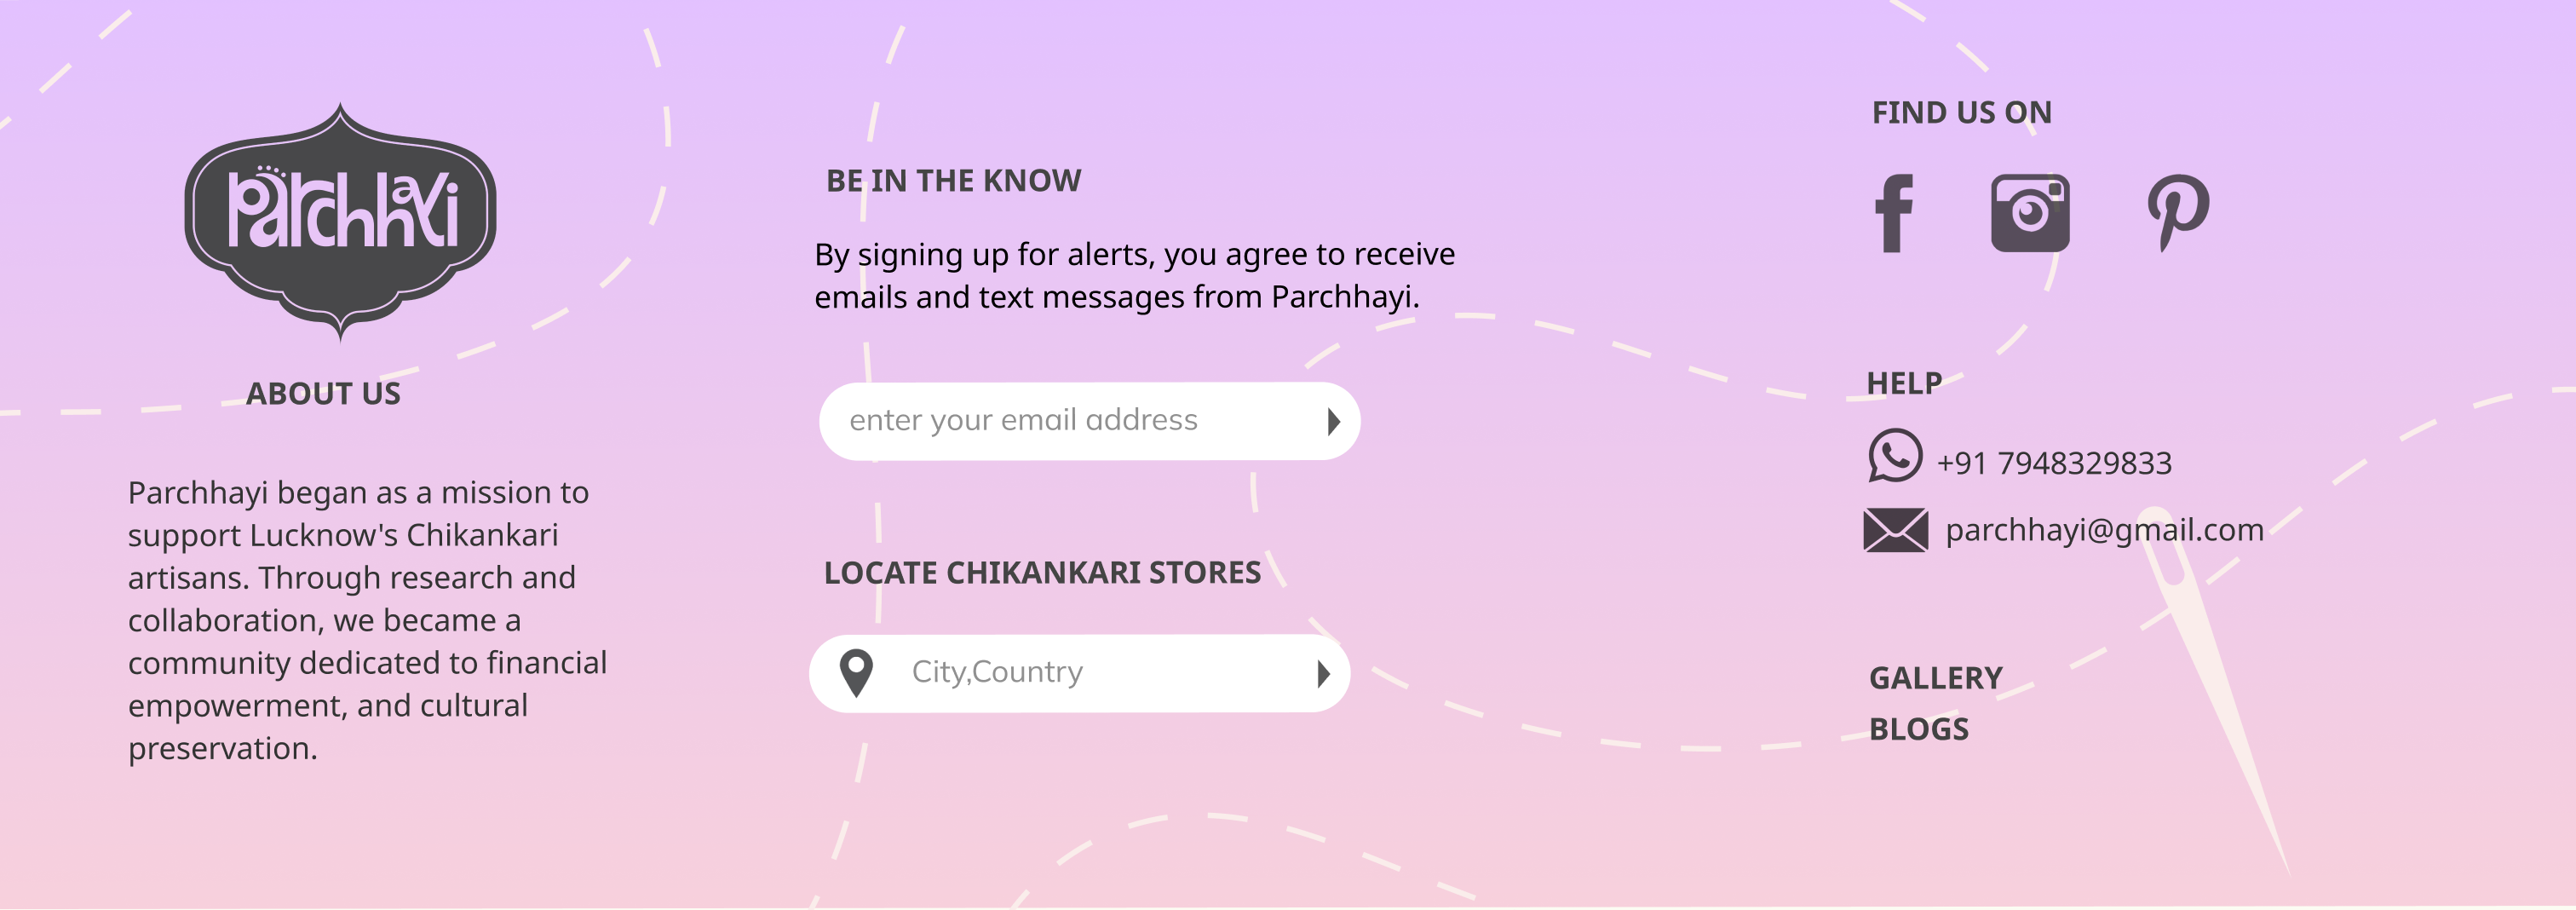 parchhayi
ABOUT US
Parchhayi began as a mission to
support Lucknow's Chikankari
artisans. Through research and
collaboration, we became a
community dedicated to financial
empowerment, and cultural
preservation.
BE IN THE KNOW
By signing up for alerts, you agree to receive
emails and text messages from Parchhayi.
enter your email address
LOCATE CHIKANKARI STORES
City,Country
FIND US ON
HELP
+91 7948329833
parchhayi@gmail.com
GALLERY
BLOGS